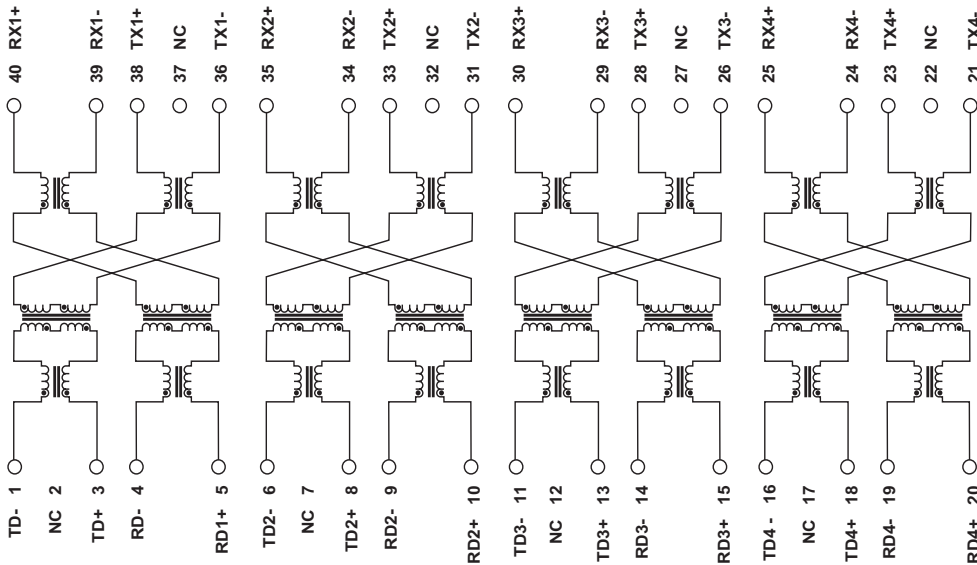 40 RX1+
39 RX1-
38 TX1+
37 NC
36 TX1-
35 RX2+
34 RX2-
33 TX2+
32 NC
31 TX2-
30 RX3+
29 RX3-
28 TX3+
27 NC
26 TX3-
25 RX4+
24 RX4-
23 TX4+
22 NC
21 TX4-
TD- 1
NC 2
TD+ 3
RD- 4
RD1+ 5
TD2- 6
NC 7
TD2+ 8
RD2- 9
RD2+ 10
TD3- 11
NC 12
TD3+ 13
RD3- 14
RD3+ 15
TD4 - 16
NC 17
TD4+ 18
RD4- 19
RD4+ 20